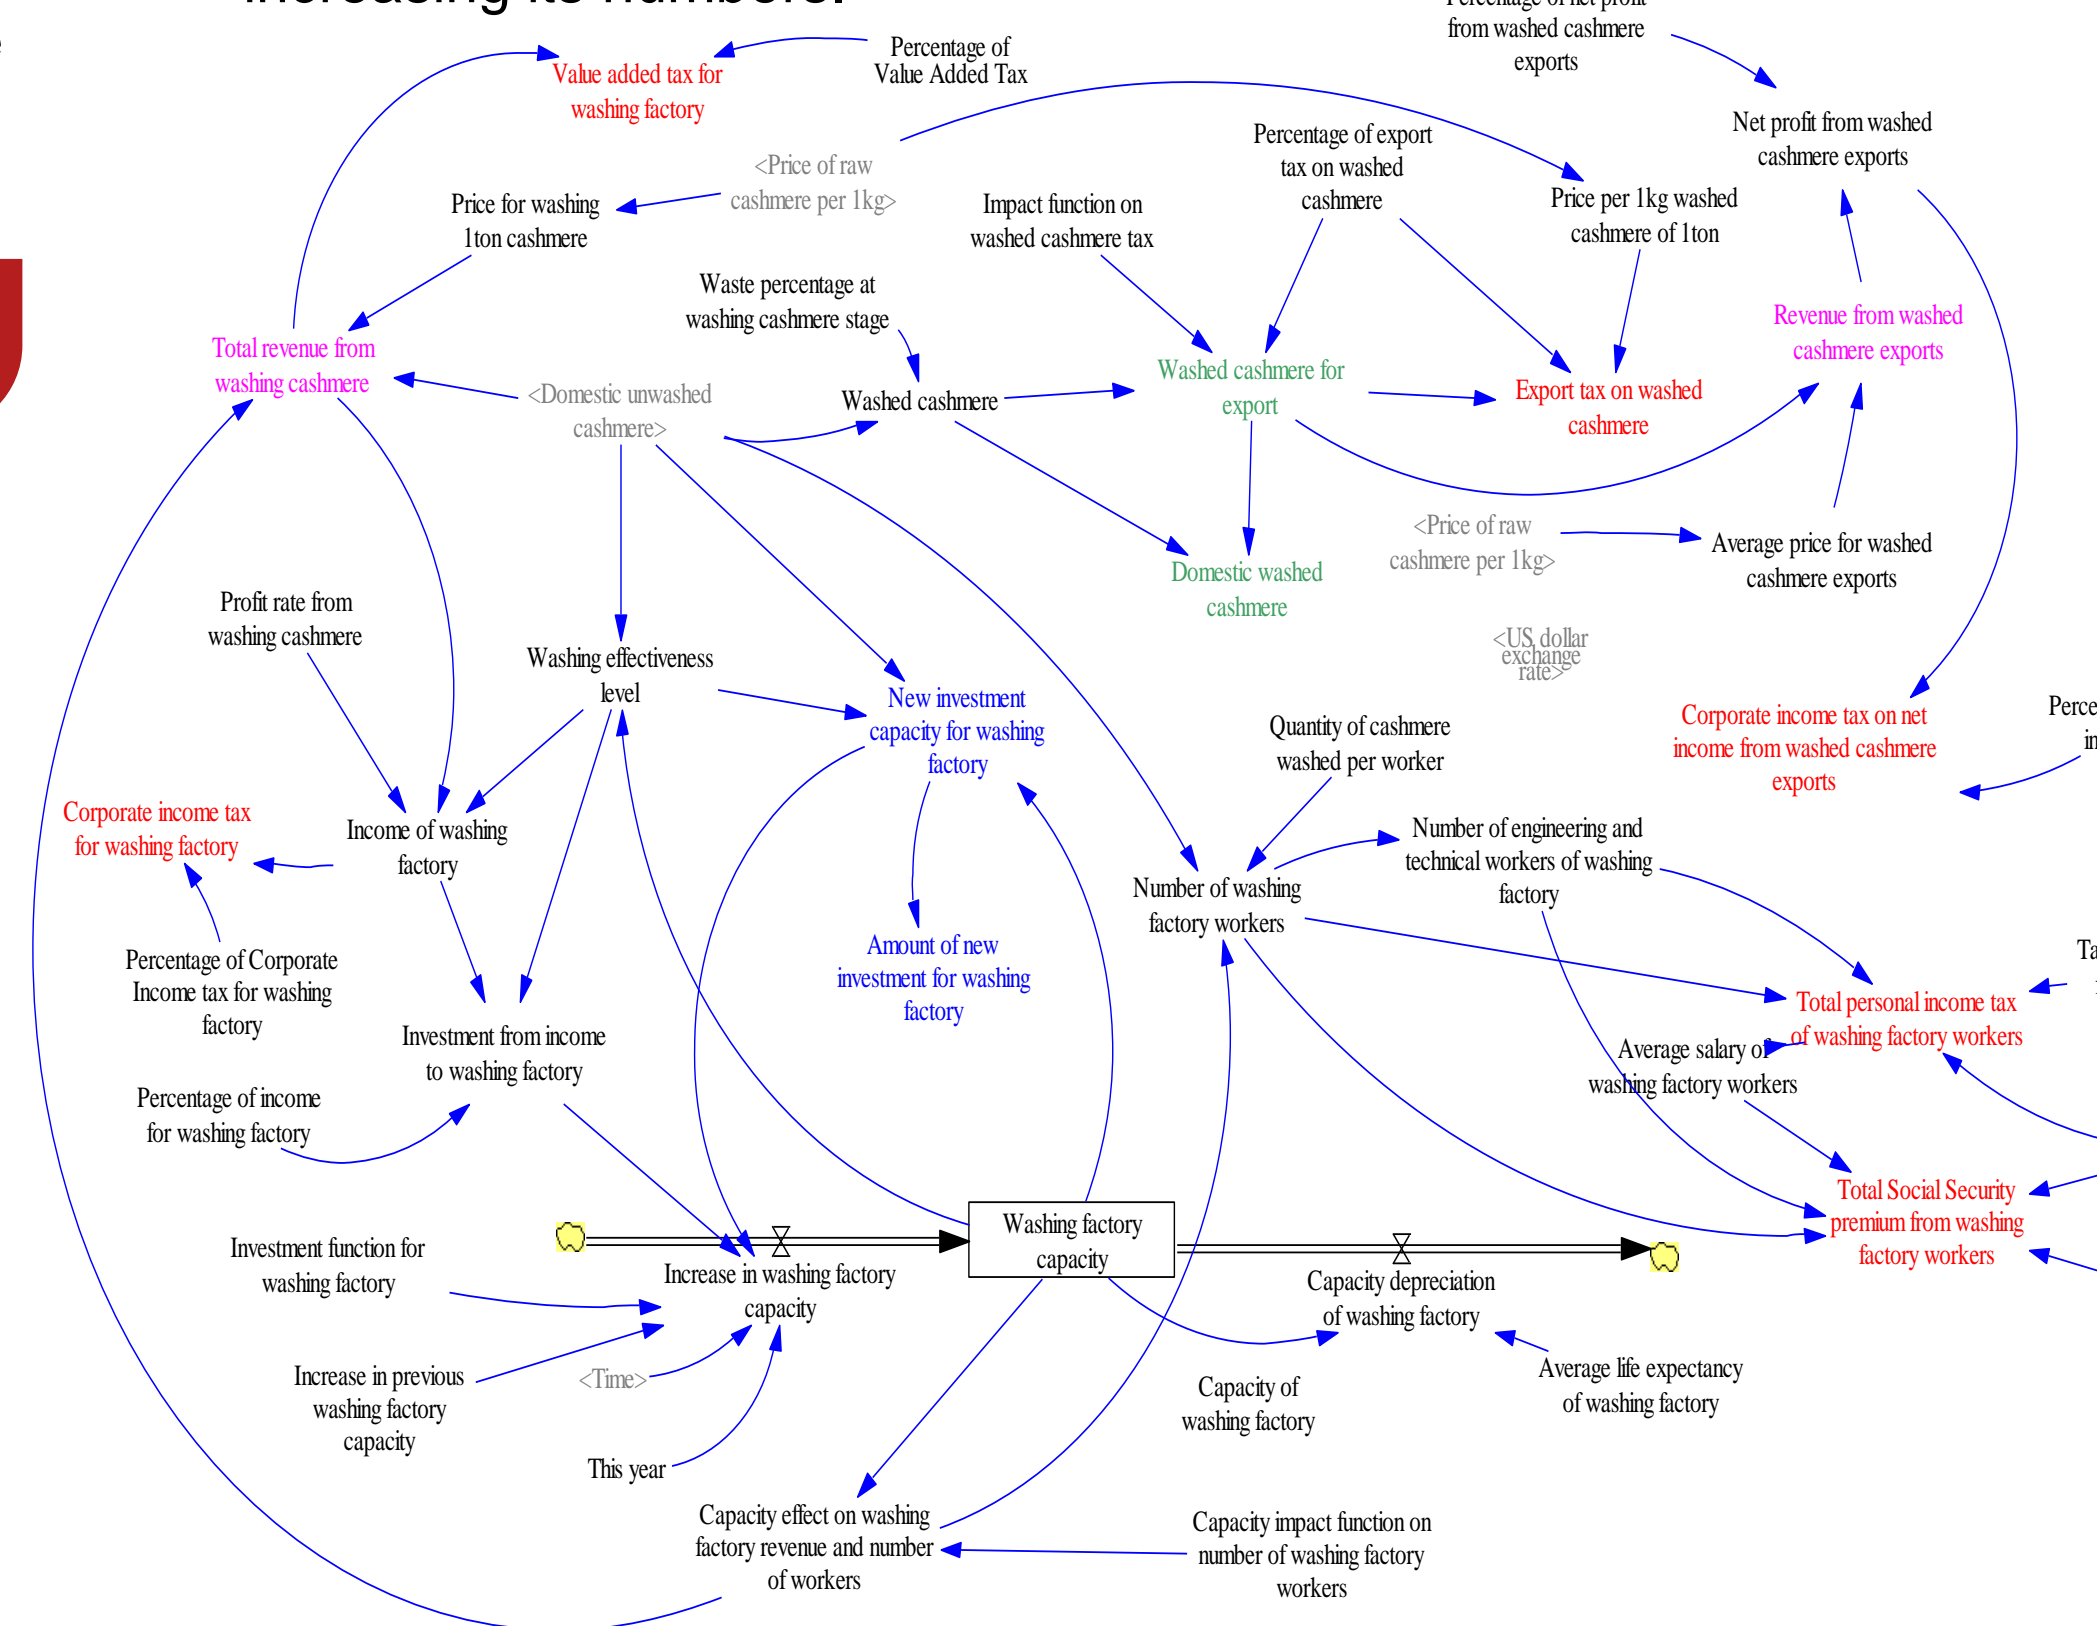 increasing its numbers.
Percentage of net profit
from washed cashmere
exports
Value added tax for
washing factory
Percentage of
Value Added Tax
Net profit from washed
cashmere exports
<Price of raw
cashmere per 1kg>
Percentage of export
tax on washed
cashmere
Price for washing
1ton cashmere
Impact function on
washed cashmere tax
Price per 1kg washed
cashmere of 1ton
Waste percentage at
washing cashmere stage
Revenue from washed
cashmere exports
Total revenue from
washing cashmere
<Domestic unwashed
cashmere>
Washed cashmere
Washed cashmere for
export
Export tax on washed
cashmere
<Price of raw
cashmere per 1kg>
Average price for washed
cashmere exports
Domestic washed
cashmere
Profit rate from
washing cashmere
<US dollar
exchange
rate>
Washing effectiveness
level
New investment
capacity for washing
factory
Quantity of cashmere
washed per worker
Corporate income tax on net
income from washed cashmere
exports
Perce
in
Corporate income tax
for washing factory
Income of washing
factory
Number of engineering and
technical workers of washing
factory
Number of washing
factory workers
Percentage of Corporate
Income tax for washing
factory
Amount of new
investment for washing
factory
Ta
Total personal income tax
of washing factory workers
Investment from income
to washing factory
Average salary of
washing factory workers
Percentage of income
for washing factory
Total Social Security
premium from washing
factory workers
Washing factory
capacity
Investment function for
washing factory
Increase in washing factory
capacity
Capacity depreciation
of washing factory
Increase in previous
washing factory
capacity
<Time>
Capacity of
washing factory
Average life expectancy
of washing factory
This year
Capacity effect on washing
factory revenue and number
of workers
Capacity impact function on
number of washing factory
workers